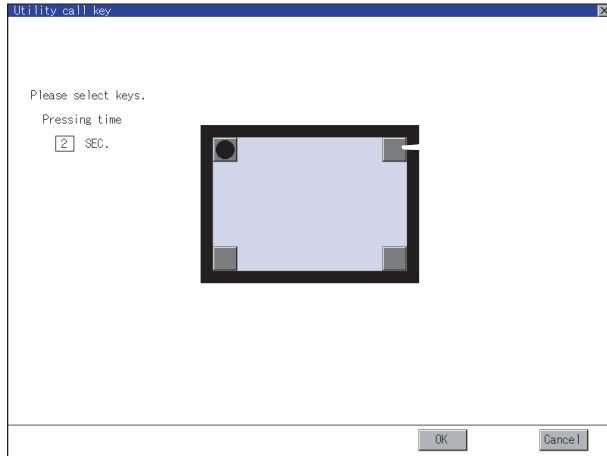 Utility call key
Please select keys.
Pressing time
2 SEC.
OK Cancel